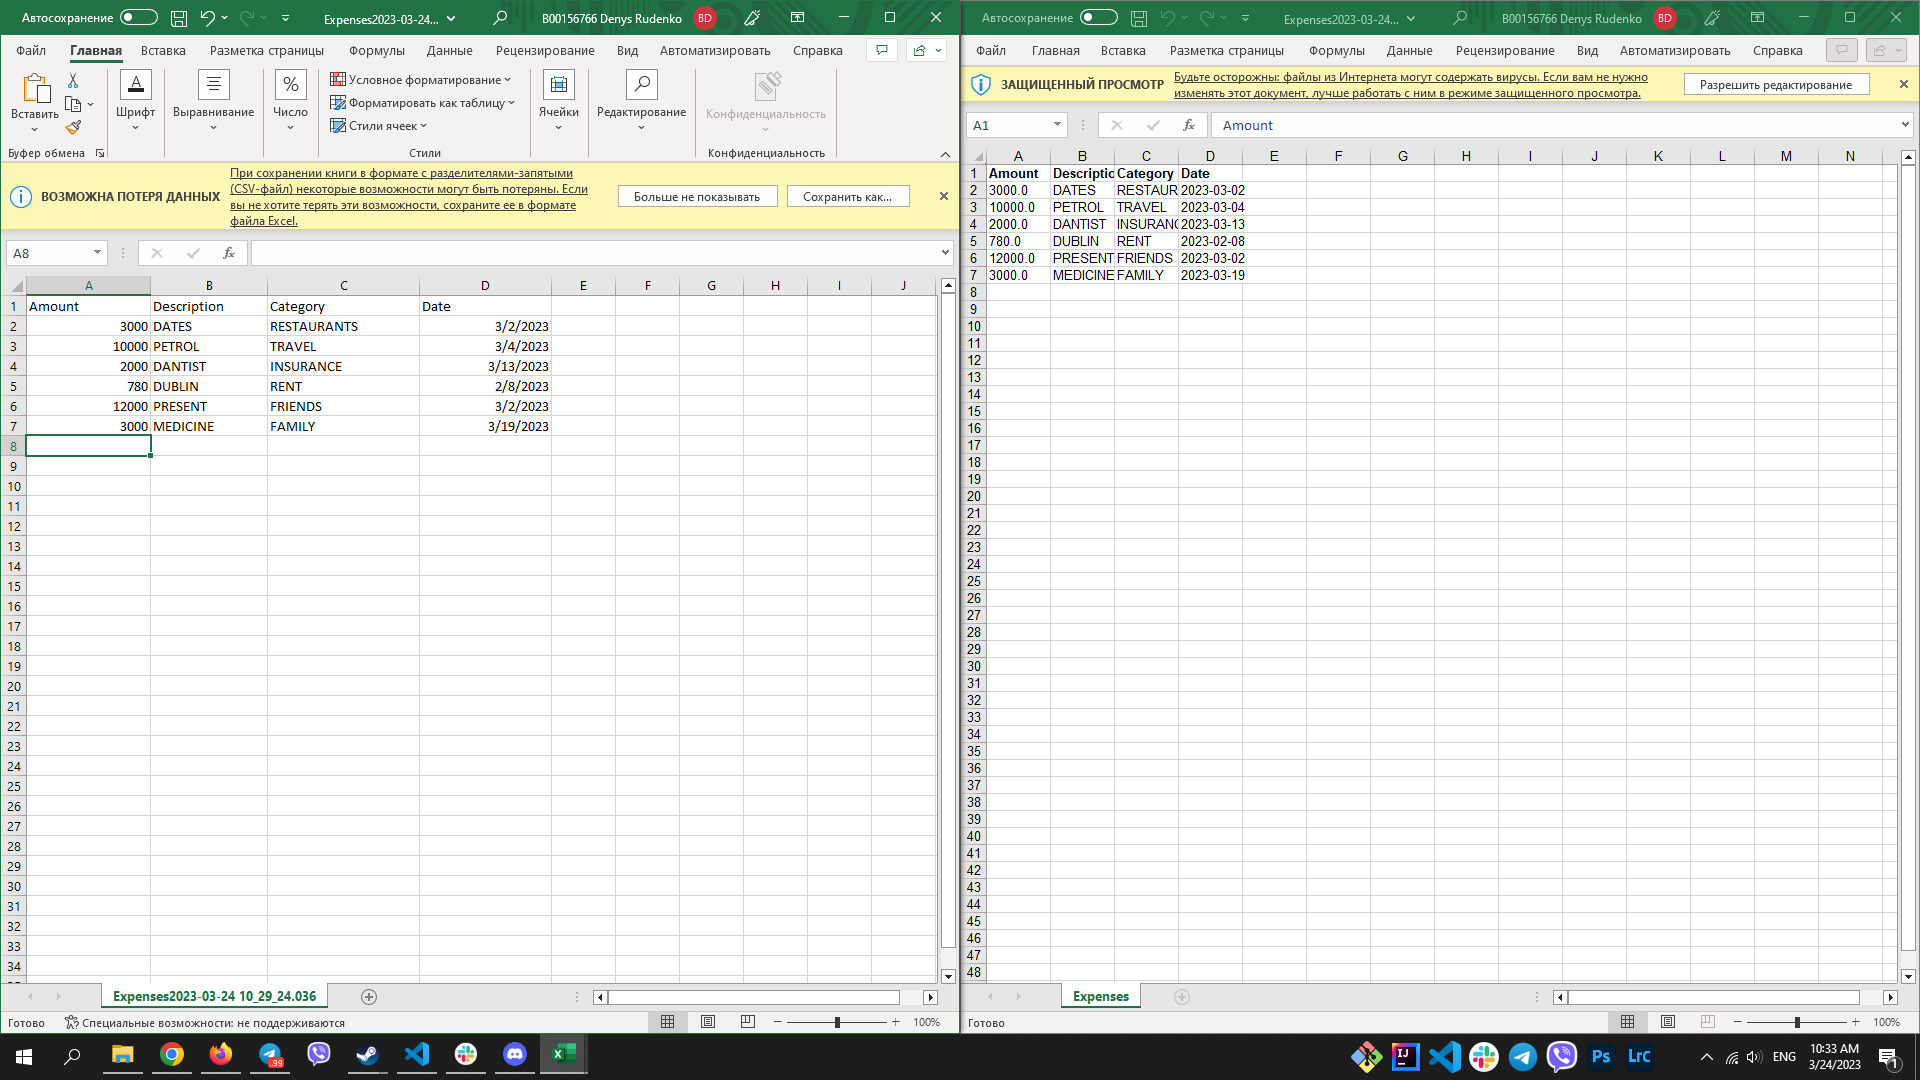 Автосохранение
Expenses2023-03-24...
B00156766 Denys Rudenko
BD
Файл Главная Вставка Разметка страницы Формулы Данные Рецензирование Вид Автоматизировать Справка
Вставить
Шрифт
Выравнивание
%
Число
Условное форматирование
Форматировать как таблицу
Стили ячеек
Ячейки
Редактирование
Конфиденциальность
Буфер обмена
Стили
Конфиденциальность
ВОЗМОЖНА ПОТЕРЯ ДАННЫХ
При сохранении книги в формате с разделителями-запятыми
(CSV-файл) некоторые возможности могут быть потеряны. Если
вы не хотите терять эти возможности, сохраните ее в формате
файла Excel.
Больше не показывать
Сохранить как...
A8
fx
A B C D E F G H I J
1 Amount Description Category Date
2 3000 DATES RESTAURANTS 3/2/2023
3 10000 PETROL TRAVEL 3/4/2023
4 2000 DANTIST INSURANCE 3/13/2023
5 780 DUBLIN RENT 2/8/2023
6 12000 PRESENT FRIENDS 3/2/2023
7 3000 MEDICINE FAMILY 3/19/2023
8
9
10
11
12
13
14
15
16
17
18
19
20
21
22
23
24
25
26
27
28
29
30
31
32
33
34
Expenses2023-03-24 10_29_24.036
Готово
Специальные возможности: не поддерживаются
100%
Автосохранение
Expenses2023-03-24...
B00156766 Denys Rudenko
BD
Файл Главная Вставка Разметка страницы Формулы Данные Рецензирование Вид Автоматизировать Справка
ЗАЩИЩЕННЫЙ ПРОСМОТР
Будьте осторожны: файлы из Интернета могут содержать вирусы. Если вам не нужно
изменять этот документ, лучше работать с ним в режиме защищенного просмотра.
Разрешить редактирование
A1
fx
Amount
A B C D E F G H I J K L M N
1 Amount Descriptic Category Date
2 3000.0 DATES RESTAUR 2023-03-02
3 10000.0 PETROL TRAVEL 2023-03-04
4 2000.0 DANTIST INSURANC 2023-03-13
5 780.0 DUBLIN RENT 2023-02-08
6 12000.0 PRESENT FRIENDS 2023-03-02
7 3000.0 MEDICINE FAMILY 2023-03-19
8
9
10
11
12
13
14
15
16
17
18
19
20
21
22
23
24
25
26
27
28
29
30
31
32
33
34
35
36
37
38
39
40
41
42
43
44
45
46
47
48
Expenses
Готово
100%
99
IJ
Ps
LrC
ENG
10:33 AM
3/24/2023
1